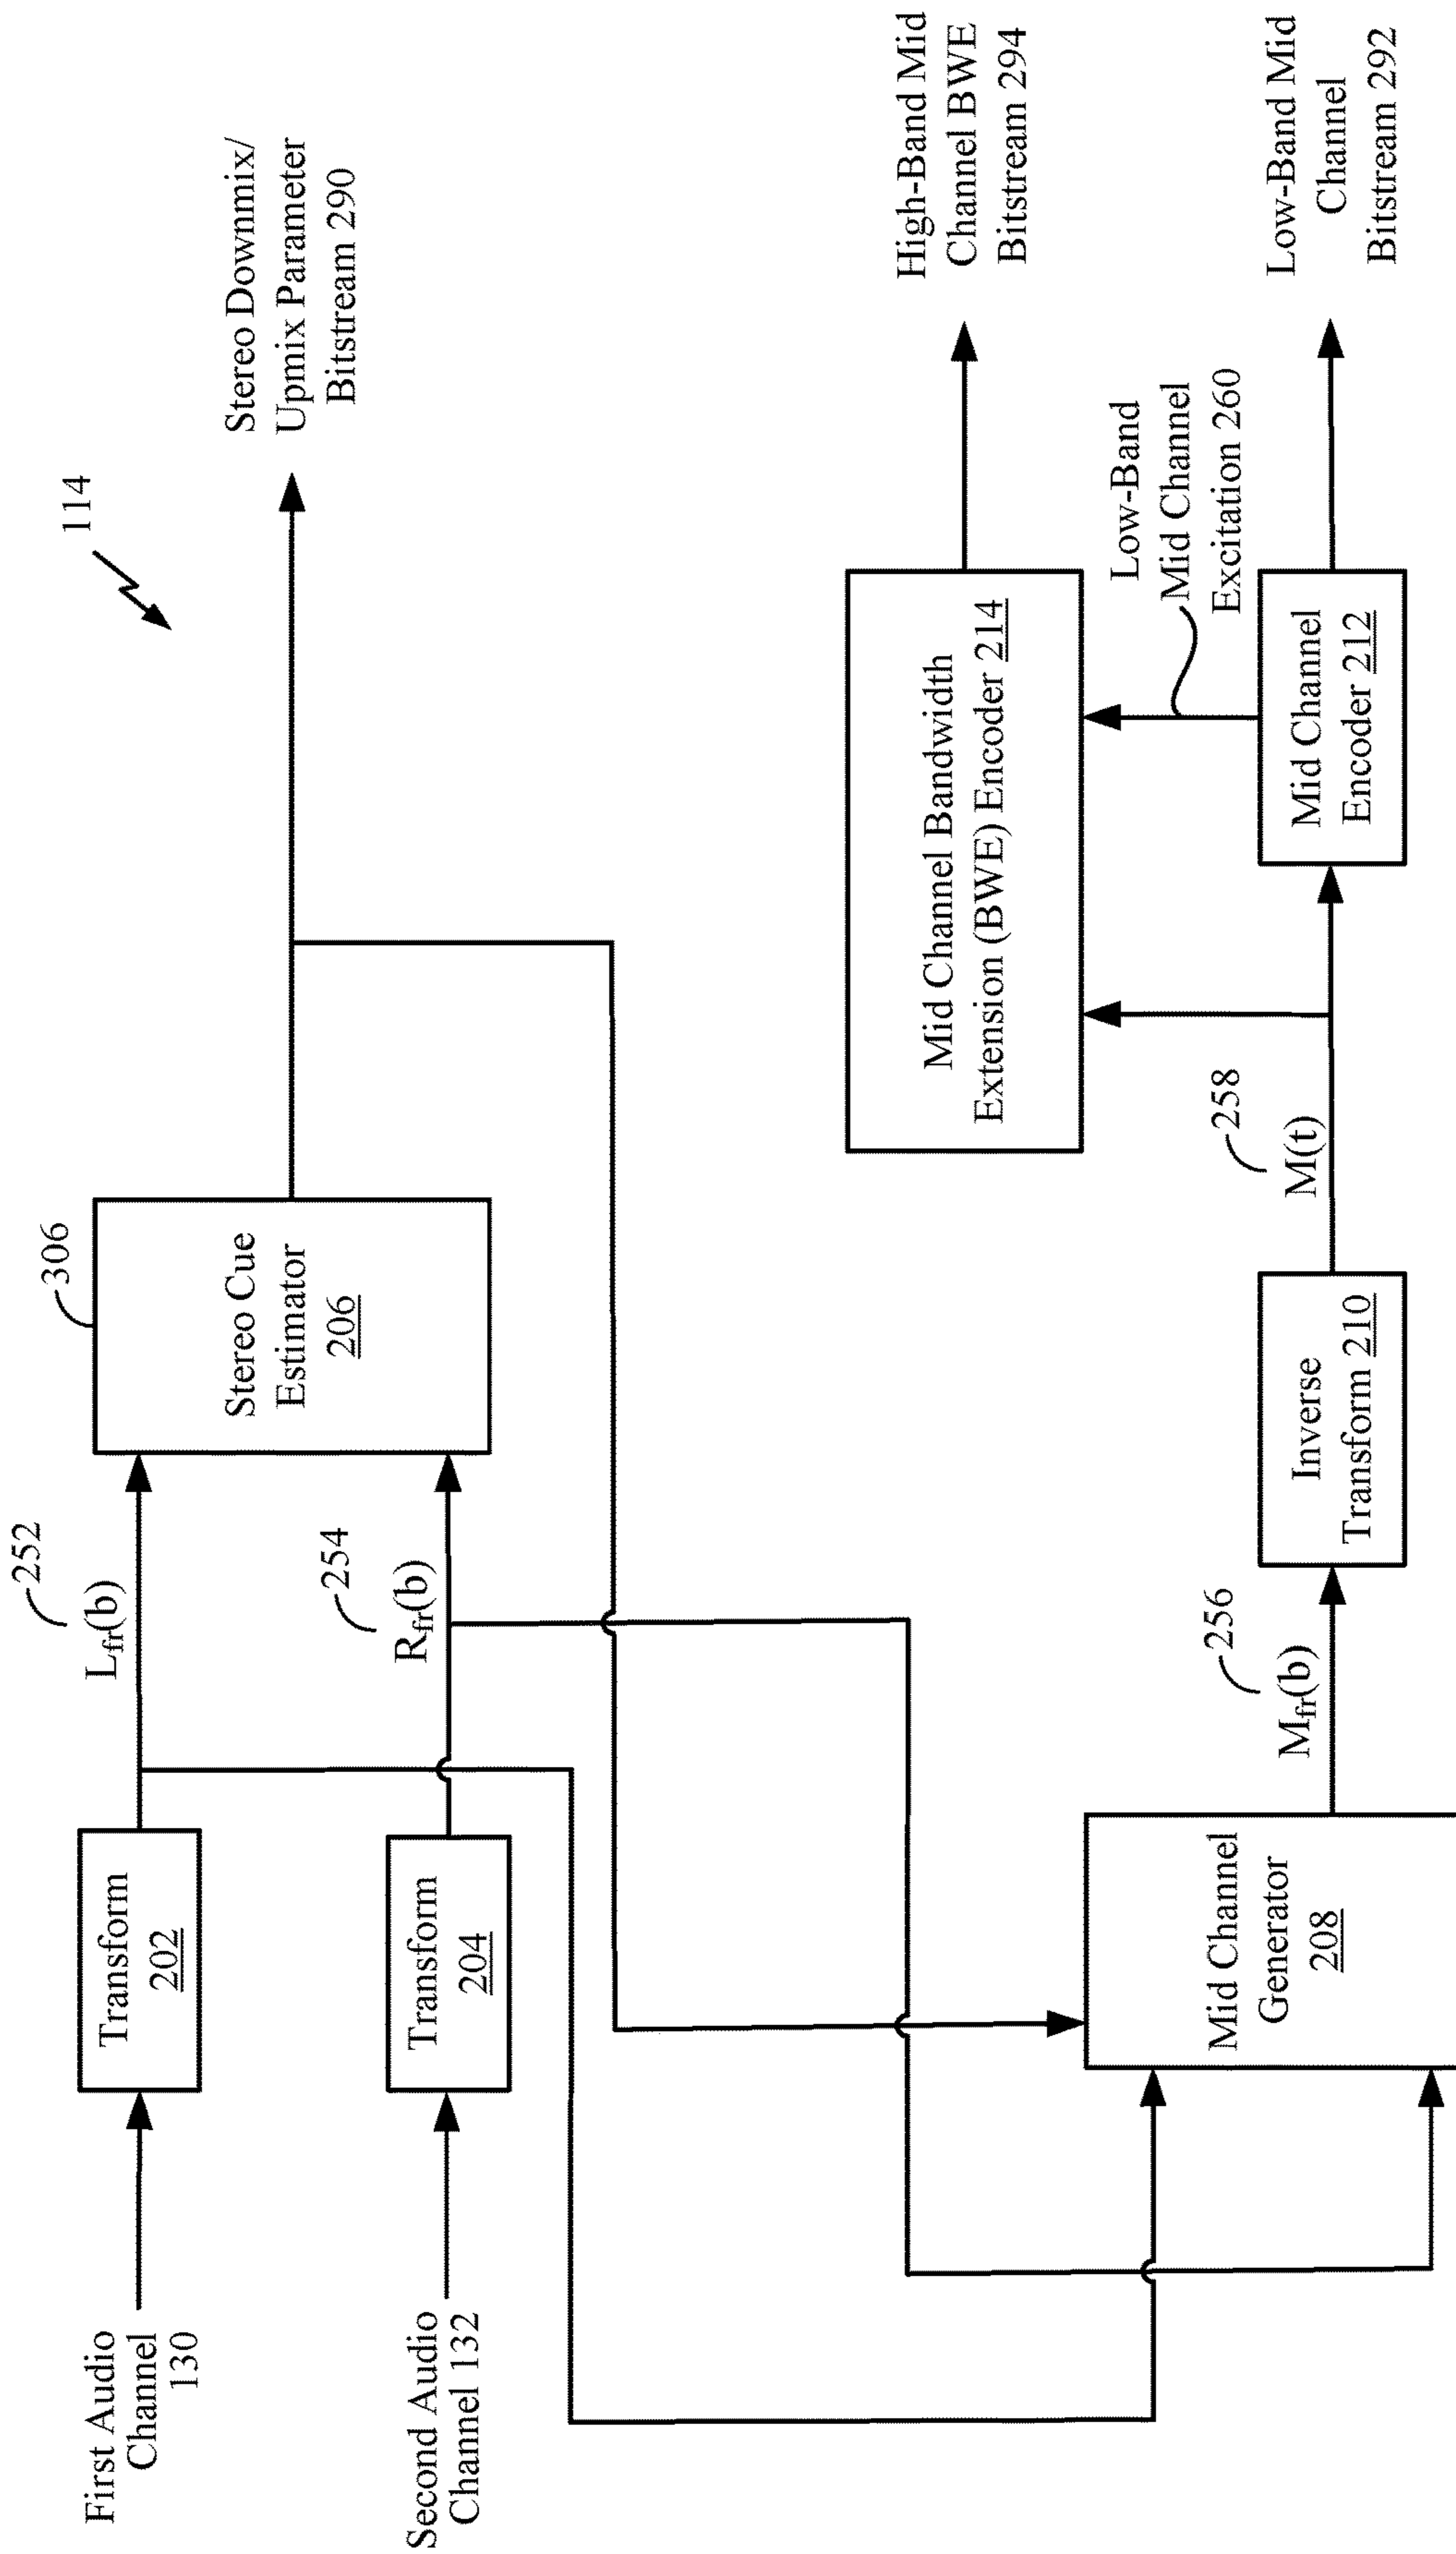 114
First Audio
Channel
130
Transform
202
252
Lfr(b)
306
Stereo Cue
Estimator
206
Stereo Downmix/
Upmix Parameter
Bitstream 290
Second Audio
Channel 132
Transform
204
254
Rfr(b)
High-Band Mid
Channel BWE
Bitstream 294
Mid Channel Bandwidth
Extension (BWE) Encoder 214
Low-Band
Mid Channel
Excitation 260
Mid Channel
Generator
208
256
Mfr(b)
Inverse
Transform 210
258
M(t)
Mid Channel
Encoder 212
Low-Band Mid
Channel
Bitstream 292